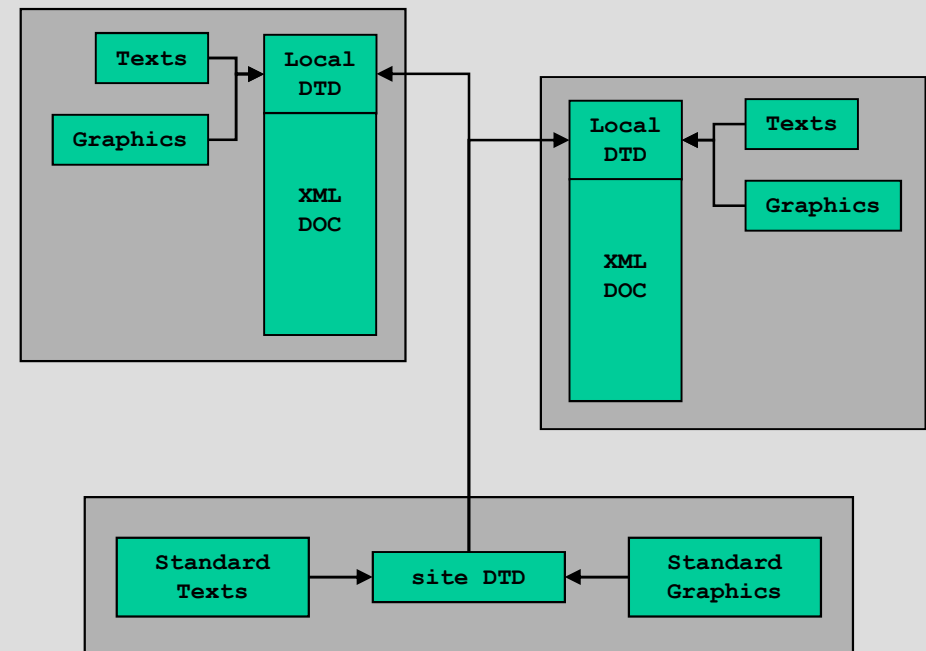 Texts
Graphics
Local
DTD
XML
DOC
Local
DTD
XML
DOC
Texts
Graphics
Standard
Texts
site DTD
Standard
Graphics